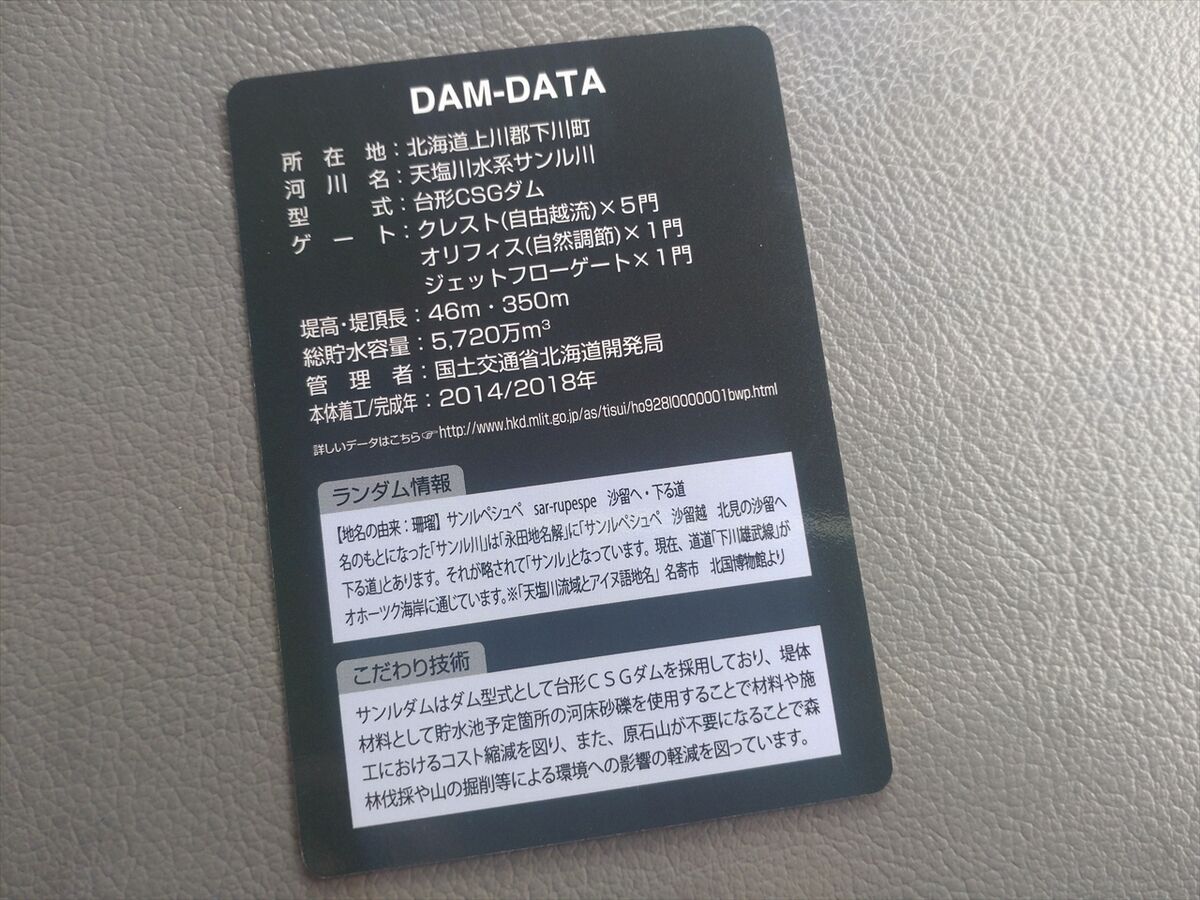 DAM-DATA
所在地：北海道上川郡下川町
河川名：天塩川水系サンル川
型式：台形CSGダム
ゲート：クレスト(自由越流)×5門
オリフィス(自然調節)×1門
ジェットフローゲート×1門
堤高・堤頂長：46m・350m
総貯水容量：5,720万m³
管理者：国土交通省北海道開発局
本体着工/完成年：2014/2018年
詳しいデータはこちら☞http://www.hkd.mlit.go.jp/as/tisui/ho928l0000001bwp.html
ランダム情報
【地名の由来：珊瑠】サンルペシュペ　sar-rupespe　沙留へ・下る道
名のもとになった「サンル川」は「永田地名解」に「サンルペシュペ　沙留越　北見の沙留へ
下る道」とあります。それが略されて「サンル」となっています。現在、道道「下川雄武線」が
オホーツク海岸に通じています。※「天塩川流域とアイヌ語地名」名寄市　北国博物館より
こだわり技術
サンルダムはダム型式として台形ＣＳＧダムを採用しており、堤体
材料として貯水池予定箇所の河床砂礫を使用することで材料や施
工におけるコスト縮減を図り、また、原石山が不要になることで森
林伐採や山の掘削等による環境への影響の軽減を図っています。